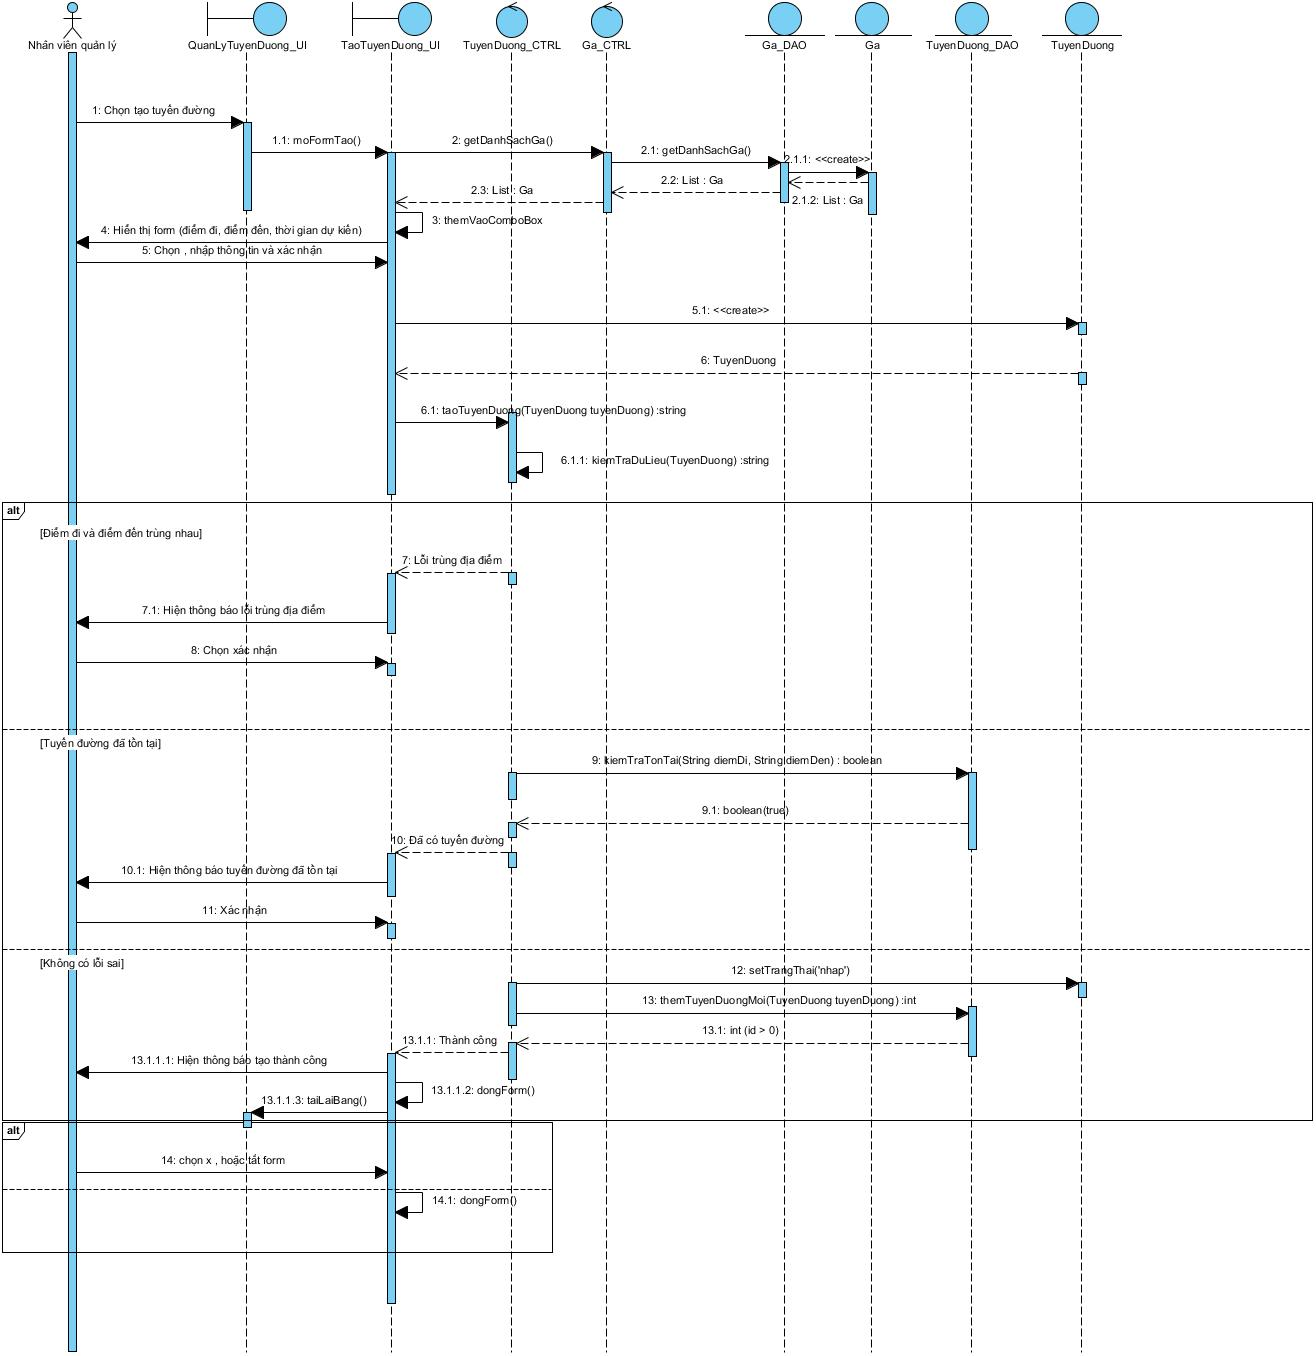 Nhân viên quản lý
QuanLyTuyenDuong_UI
TaoTuyenDuong_UI
TuyenDuong_CTRL
Ga_CTRL
Ga_DAO
Ga
TuyenDuong_DAO
TuyenDuong
1: Chọn tạo tuyến đường
1.1: moFormTao()
2: getDanhSachGa()
2.1: getDanhSachGa()
2.1.1: <<create>>
2.2: List : Ga
2.3: List : Ga
2.1.2: List : Ga
3: themVaoComboBox
4: Hiển thị form (điểm đi, điểm đến, thời gian dự kiến)
5: Chọn , nhập thông tin và xác nhận
5.1: <<create>>
6: TuyenDuong
6.1: taoTuyenDuong(TuyenDuong tuyenDuong) :string
6.1.1: kiemTraDuLieu(TuyenDuong) :string
alt
[Điểm đi và điểm đến trùng nhau]
7: Lỗi trùng địa điểm
7.1: Hiện thông báo lỗi trùng địa điểm
8: Chọn xác nhận
[Tuyến đường đã tồn tại]
9: kiemTraTonTai(String diemDi, String diemDen) : boolean
9.1: boolean(true)
10: Đã có tuyến đường
10.1: Hiện thông báo tuyến đường đã tồn tại
11: Xác nhận
[Không có lỗi sai]
12: setTrangThai('nhap')
13: themTuyenDuongMoi(TuyenDuong tuyenDuong) :int
13.1: int (id > 0)
13.1.1: Thành công
13.1.1.1: Hiện thông báo tạo thành công
13.1.1.2: dongForm()
13.1.1.3: taiLaiBang()
alt
14: chọn x , hoặc tắt form
14.1: dongForm()